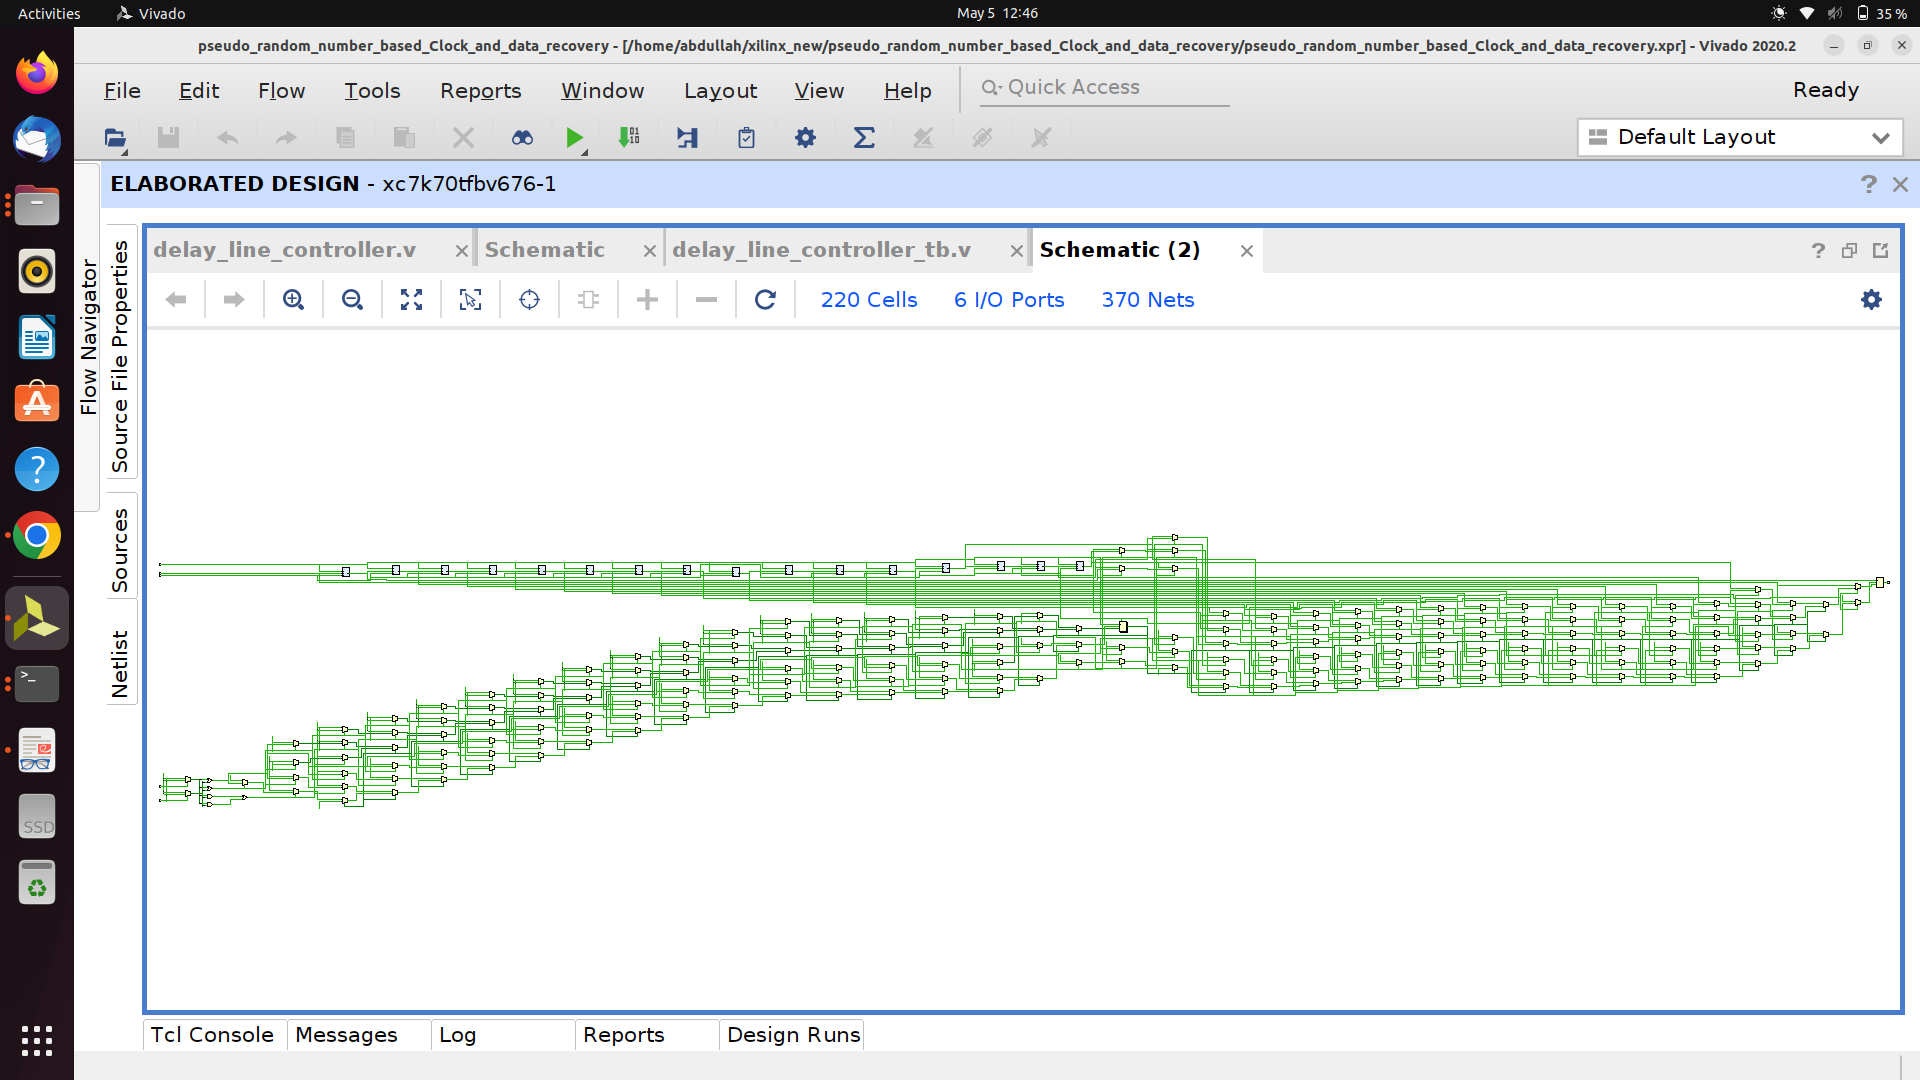 Activities
Vivado
May 5 12:46
35 %
pseudo_random_number_based_Clock_and_data_recovery - [/home/abdullah/xilinx_new/pseudo_random_number_based_Clock_and_data_recovery/pseudo_random_number_based_Clock_and_data_recovery.xpr] - Vivado 2020.2
File Edit Flow Tools Reports Window Layout View Help
Quick Access
Ready
Default Layout
ELABORATED DESIGN - xc7k70tfbv676-1
Flow Navigator
Source File Properties
Sources
Netlist
delay_line_controller.v
Schematic
delay_line_controller_tb.v
Schematic (2)
220 Cells
6 I/O Ports
370 Nets
SSD
Tcl Console
Messages
Log
Reports
Design Runs